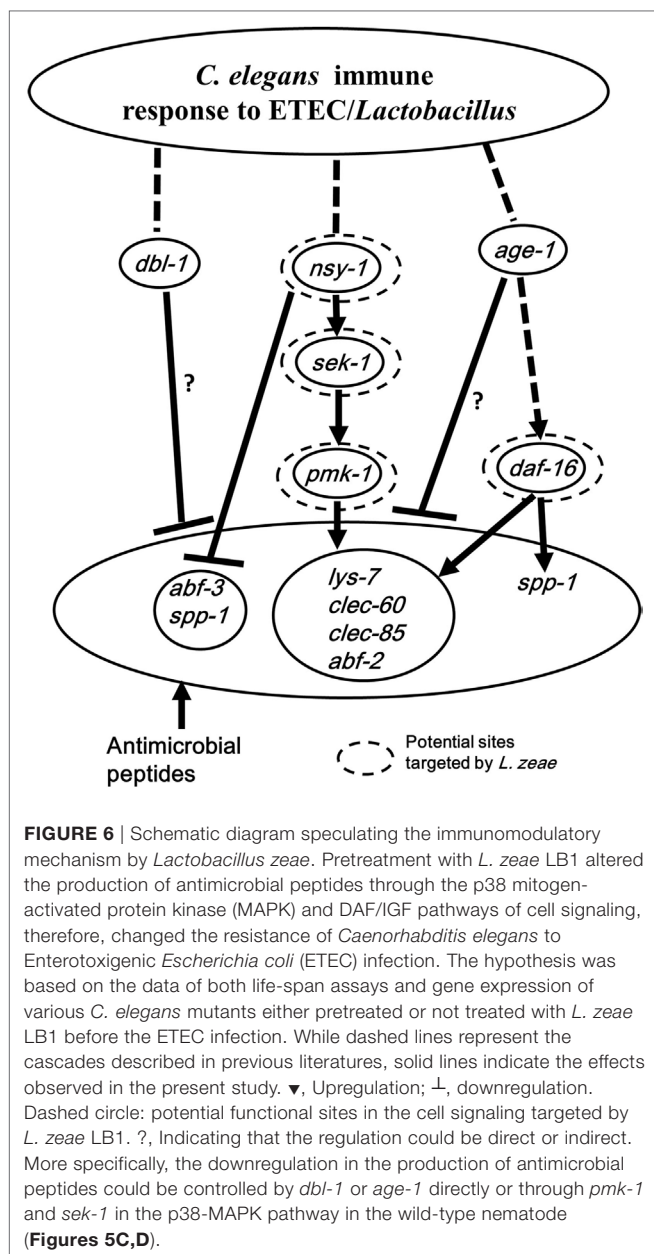 C. elegans immune
response to ETEC/Lactobacillus
dbl-1
nsy-1
age-1
?
sek-1
?
pmk-1
daf-16
abf-3
spp-1
lys-7
clec-60
clec-85
abf-2
spp-1
Antimicrobial
peptides
Potential sites
targeted by L. zeae
FIGURE 6 | Schematic diagram speculating the immunomodulatory
mechanism by Lactobacillus zeae. Pretreatment with L. zeae LB1 altered
the production of antimicrobial peptides through the p38 mitogen-
activated protein kinase (MAPK) and DAF/IGF pathways of cell signaling,
therefore, changed the resistance of Caenorhabditis elegans to
Enterotoxigenic Escherichia coli (ETEC) infection. The hypothesis was
based on the data of both life-span assays and gene expression of
various C. elegans mutants either pretreated or not treated with L. zeae
LB1 before the ETEC infection. While dashed lines represent the
cascades described in previous literatures, solid lines indicate the effects
observed in the present study. ▼, Upregulation; ┴, downregulation.
Dashed circle: potential functional sites in the cell signaling targeted by
L. zeae LB1. ?, Indicating that the regulation could be direct or indirect.
More specifically, the downregulation in the production of antimicrobial
peptides could be controlled by dbl-1 or age-1 directly or through pmk-1
and sek-1 in the p38-MAPK pathway in the wild-type nematode
(Figures 5C,D).